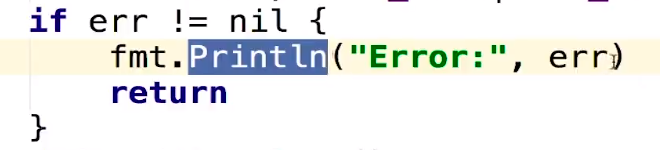 if err != nil {
fmt.Println("Error:", err)
return
}